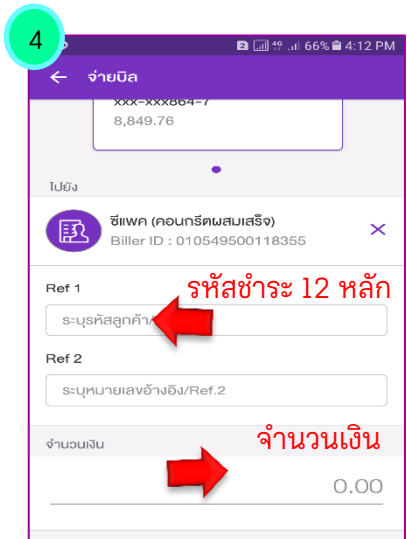 4
2 4G 66% 4:12 PM
← จ่ายบิล
xxx-xxx864-7
8,849.76
ไปยัง
ซีแพค (คอนกรีตผสมเสร็จ)
Biller ID : 010549500118355
×
Ref 1
รหัสชำระ 12 หลัก
ระบุรหัสลูกค้า/
Ref 2
ระบุหมายเลขอ้างอิง/Ref.2
จำนวนเงิน
จำนวนเงิน
0.00